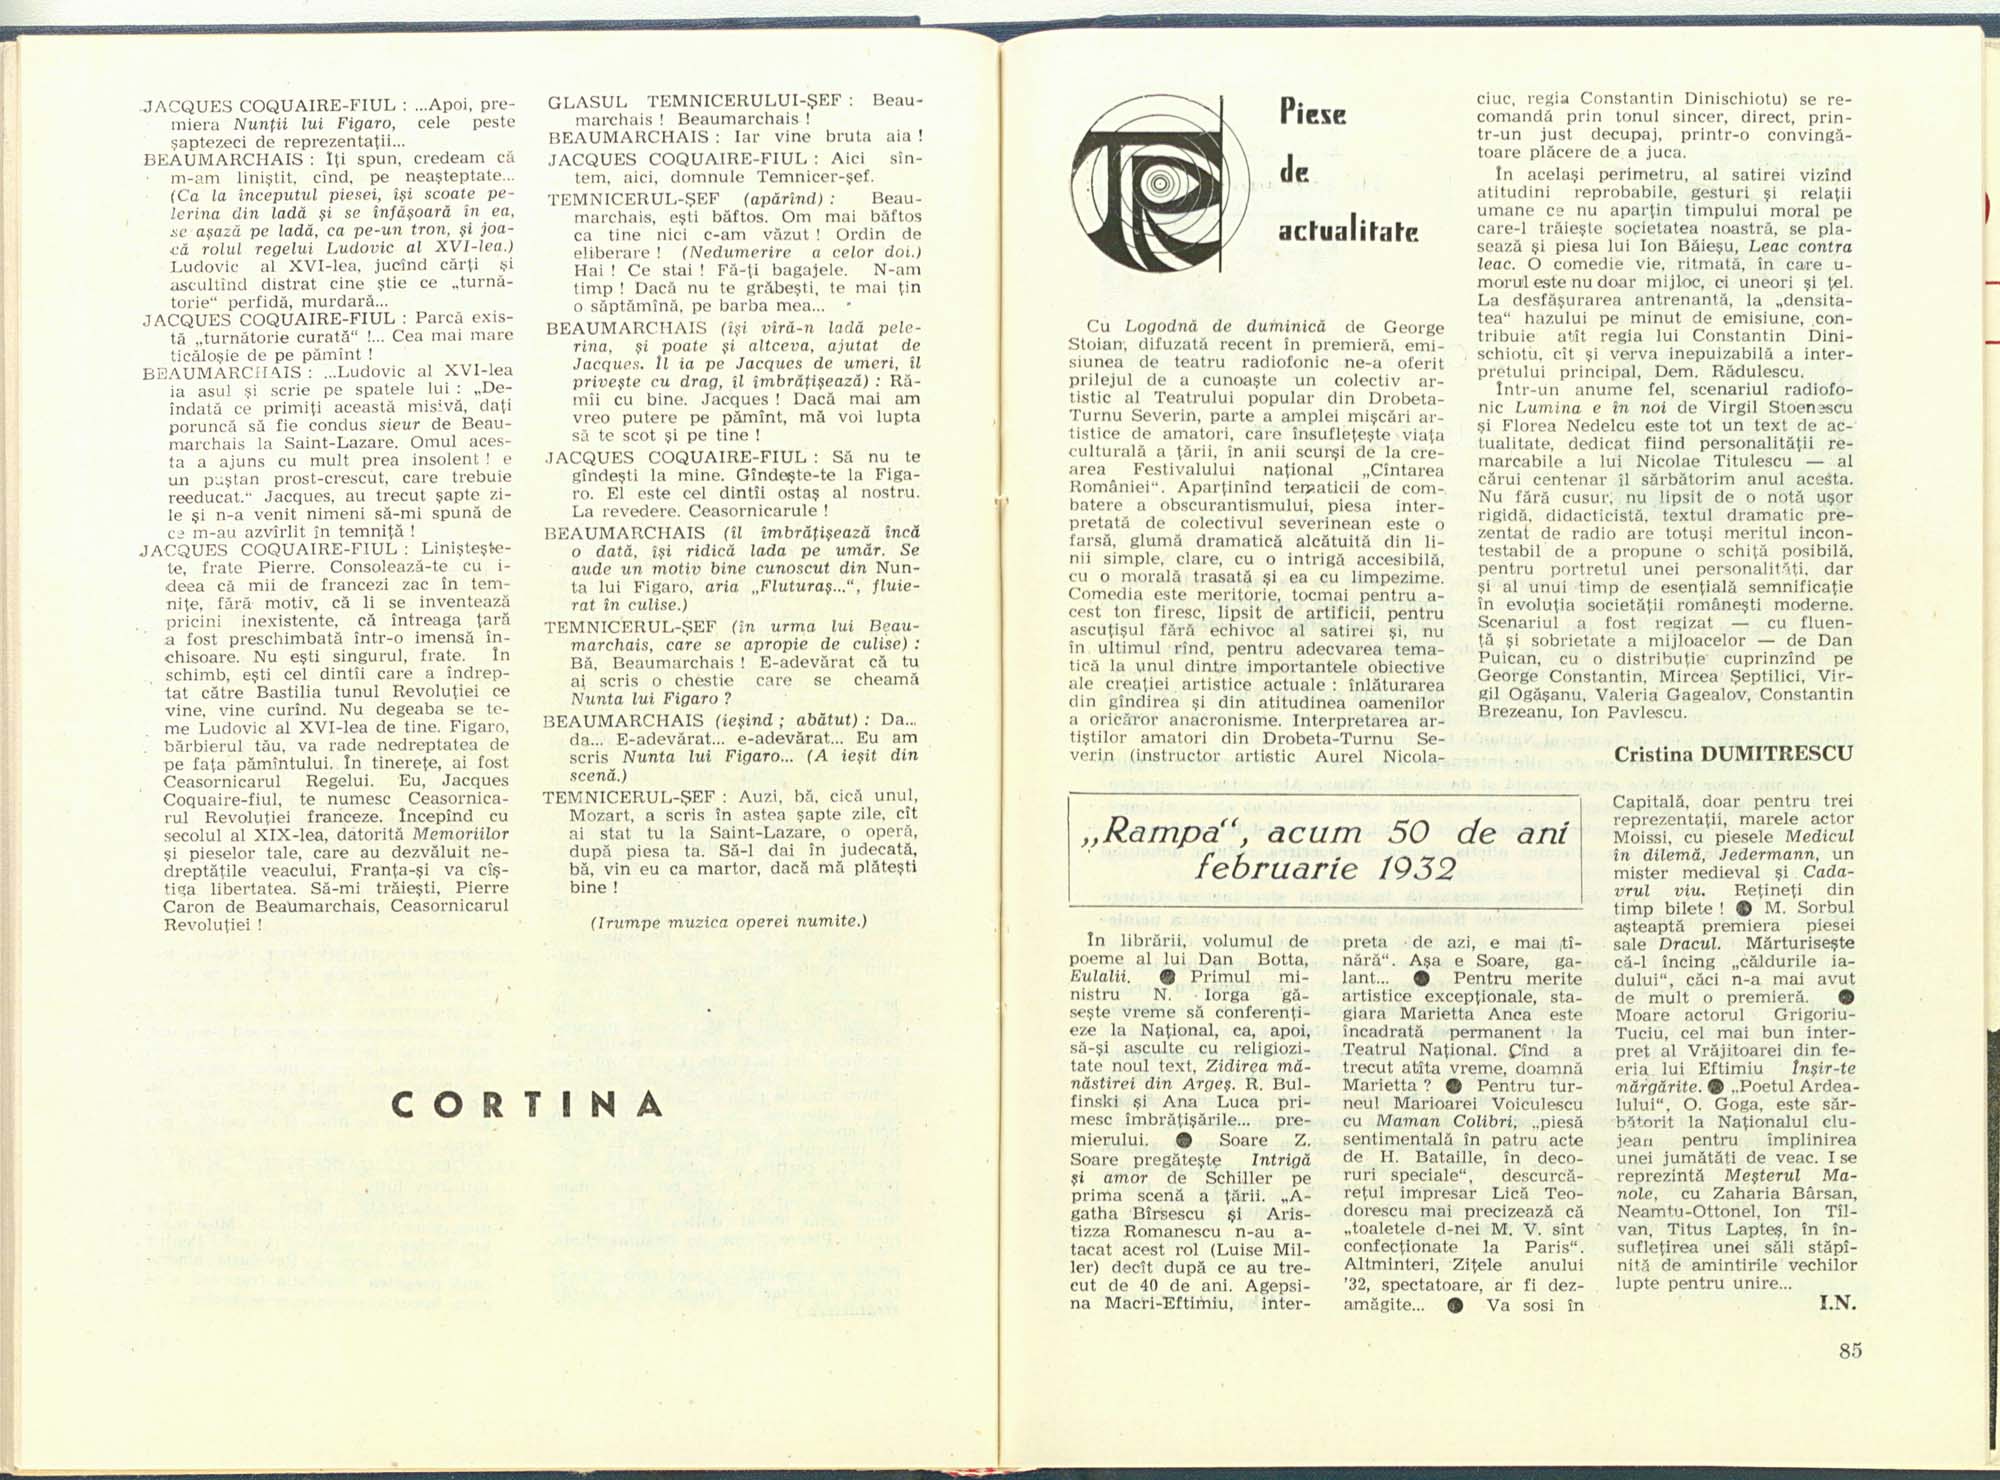 JACQUES COQUAIRE-FIUL : ...Apoi, pre-
miera Nunții lui Figaro, cele peste
șaptezeci de reprezentații...
BEAUMARCHAIS : Iți spun, credeam că
m-am liniștit, cînd, pe neașteptate...
(Ca la începutul piesei, își scoate pe-
lerina din ladă și se înfășoară în ea,
se așază pe ladă, ca pe-un tron, și joa-
că rolul regelui Ludovic al XVI-lea.)
Ludovic al XVI-lea, jucînd cărți și
ascultînd distrat cine știe ce „turnă-
torie“ perfidă, murdară...
JACQUES COQUAIRE-FIUL : Parcă exis-
tă „turnătorie curată“ !... Cea mai mare
ticăloșie de pe pămînt !
BEAUMARCHAIS : ...Ludovic al XVI-lea
ia asul și scrie pe spatele lui : „De-
îndată ce primiți această misivă, dați
poruncă să fie condus sieur de Beau-
marchais la Saint-Lazare. Omul aces-
ta a ajuns cu mult prea insolent ! e
un puștan prost-crescut, care trebuie
reeducat.“ Jacques, au trecut șapte zi-
le și n-a venit nimeni să-mi spună de
ce m-au azvîrlit în temniță !
JACQUES COQUAIRE-FIUL : Liniștește-
te, frate Pierre. Consolează-te cu i-
deea că mii de francezi zac în tem-
nițe, fără motiv, că li se inventează
pricini inexistente, că întreaga țară
a fost preschimbată într-o imensă în-
chisoare. Nu ești singurul, frate. În
schimb, ești cel dintîi care a îndrep-
tat către Bastilia tunul Revoluției ce
vine, vine curînd. Nu degeaba se te-
me Ludovic al XVI-lea de tine. Figaro,
bărbierul tău, va rade nedreptatea de
pe fața pămîntului. În tinerețe, ai fost
Ceasornicarul Regelui. Eu, Jacques
Coquaire-fiul, te numesc Ceasornica-
rul Revoluției franceze. Începînd cu
secolul al XIX-lea, datorită Memoriilor
și pieselor tale, care au dezvăluit ne-
dreptățile veacului, Franța-și va cîș-
tiga libertatea. Să-mi trăiești, Pierre
Caron de Beaumarchais, Ceasornicarul
Revoluției !
GLASUL TEMNICERULUI-ȘEF : Beau-
marchais ! Beaumarchais !
BEAUMARCHAIS : Iar vine bruta aia !
JACQUES COQUAIRE-FIUL : Aici sîn-
tem, aici, domnule Temnicer-șef.
TEMNICERUL-ȘEF (apărînd) : Beau-
marchais, ești băftos. Om mai băftos
ca tine nici c-am văzut ! Ordin de
eliberare ! (Nedumerire a celor doi.)
Hai ! Ce stai ! Fă-ți bagajele. N-am
timp ! Dacă nu te grăbești, te mai țin
o săptămînă, pe barba mea...
BEAUMARCHAIS (își vîră-n ladă pele-
rina, și poate și altceva, ajutat de
Jacques. Îl ia pe Jacques de umeri, îl
privește cu drag, îl îmbrățișează) : Ră-
mîi cu bine. Jacques ! Dacă mai am
vreo putere pe pămînt, mă voi lupta
să te scot și pe tine !
JACQUES COQUAIRE-FIUL : Să nu te
gîndești la mine. Gîndește-te la Figa-
ro. El este cel dintîi ostaș al nostru.
La revedere. Ceasornicarule !
BEAUMARCHAIS (îl îmbrățișează încă
o dată, își ridică lada pe umăr. Se
aude un motiv bine cunoscut din Nun-
ta lui Figaro, aria „Fluturaș...“, fluie-
rat în culise.)
TEMNICERUL-ȘEF (în urma lui Beau-
marchais, care se apropie de culise) :
Bă, Beaumarchais ! E-adevărat că tu
ai scris o chestie care se cheamă
Nunta lui Figaro ?
BEAUMARCHAIS (ieșind ; abătut) : Da...
da... E-adevărat... e-adevărat... Eu am
scris Nunta lui Figaro... (A ieșit din
scenă.)
TEMNICERUL-ȘEF : Auzi, bă, cică unul,
Mozart, a scris în astea șapte zile, cît
ai stat tu la Saint-Lazare, o operă,
după piesa ta. Să-l dai în judecată,
bă, vin eu ca martor, dacă mă plătești
bine !
(Irumpe muzica operei numite.)
CORTINA
Piese
de
actualitate
Cu Logodnă de duminică de George
Stoian, difuzată recent în premieră, emi-
siunea de teatru radiofonic ne-a oferit
prilejul de a cunoaște un colectiv ar-
tistic al Teatrului popular din Drobeta-
Turnu Severin, parte a amplei mișcări ar-
tistice de amatori, care însuflețește viața
culturală a țării, în anii scurși de la cre-
area Festivalului național „Cîntarea
României“. Aparținînd tematicii de com-
batere a obscurantismului, piesa inter-
pretată de colectivul severinean este o
farsă, glumă dramatică alcătuită din li-
nii simple, clare, cu o intrigă accesibilă,
cu o morală trasată și ea cu limpezime.
Comedia este meritorie, tocmai pentru a-
cest ton firesc, lipsit de artificii, pentru
ascuțișul fără echivoc al satirei și, nu
în ultimul rînd, pentru adecvarea tema-
tică la unul dintre importantele obiective
ale creației artistice actuale : înlăturarea
din gîndirea și din atitudinea oamenilor
a oricăror anacronisme. Interpretarea ar-
tiștilor amatori din Drobeta-Turnu Se-
verin (instructor artistic Aurel Nicola-
ciuc, regia Constantin Dinischiotu) se re-
comandă prin tonul sincer, direct, prin-
tr-un just decupaj, printr-o convingă-
toare plăcere de a juca.
În același perimetru, al satirei vizînd
atitudini reprobabile, gesturi și relații
umane ce nu aparțin timpului moral pe
care-l trăiește societatea noastră, se pla-
sează și piesa lui Ion Băieșu, Leac contra
leac. O comedie vie, ritmată, în care u-
morul este nu doar mijloc, ci uneori și țel.
La desfășurarea antrenantă, la „densita-
tea“ hazului pe minut de emisiune, con-
tribuie atît regia lui Constantin Dini-
schiotu, cît și verva inepuizabilă a inter-
pretului principal, Dem. Rădulescu.
Într-un anume fel, scenariul radiofo-
nic Lumina e în noi de Virgil Stoenescu
și Florea Nedelcu este tot un text de ac-
tualitate, dedicat fiind personalității re-
marcabile a lui Nicolae Titulescu — al
cărui centenar îl sărbătorim anul acesta.
Nu fără cusur, nu lipsit de o notă ușor
rigidă, didacticistă, textul dramatic pre-
zentat de radio are totuși meritul incon-
testabil de a propune o schiță posibilă,
pentru portretul unei personalități, dar
și al unui timp de esențială semnificație
în evoluția societății românești moderne.
Scenariul a fost regizat — cu fluen-
ță și sobrietate a mijloacelor — de Dan
Puican, cu o distribuție cuprinzînd pe
George Constantin, Mircea Șeptilici, Vir-
gil Ogășanu, Valeria Gagealov, Constantin
Brezeanu, Ion Pavlescu.
Cristina DUMITRESCU
„Rampa“, acum 50 de ani
februarie 1932
În librării, volumul de
poeme al lui Dan Botta,
Eulalii. ● Primul mi-
nistru N. Iorga gă-
sește vreme să conferenți-
eze la Național, ca, apoi,
să-și asculte cu religiozi-
tate noul text, Zidirea mă-
năstirei din Argeș. R. Bul-
finski și Ana Luca pri-
mesc îmbrățișările... pre-
mierului. ● Soare Z.
Soare pregătește Intrigă
și amor de Schiller pe
prima scenă a țării. „A-
gatha Bîrsescu și Aris-
tizza Romanescu n-au a-
tacat acest rol (Luise Mil-
ler) decît după ce au tre-
cut de 40 de ani. Agepsi-
na Macri-Eftimiu, inter-
preta de azi, e mai tî-
nără“. Așa e Soare, ga-
lant... ● Pentru merite
artistice excepționale, sta-
giara Marietta Anca este
încadrată permanent la
Teatrul Național. Cînd a
trecut atîta vreme, doamnă
Marietta ? ● Pentru tur-
neul Marioarei Voiculescu
cu Maman Colibri, „piesă
sentimentală în patru acte
de H. Bataille, în deco-
ruri speciale“, descurcă-
rețul impresar Lică Teo-
dorescu mai precizează că
„toaletele d-nei M. V. sînt
confecționate la Paris“.
Altminteri, Zițele anului
'32, spectatoare, ar fi dez-
amăgite... ● Va sosi în
Capitală, doar pentru trei
reprezentații, marele actor
Moissi, cu piesele Medicul
în dilemă, Jedermann, un
mister medieval și Cada-
vrul viu. Rețineți din
timp bilete ! ● M. Sorbul
așteaptă premiera piesei
sale Dracul. Mărturisește
că-l încing „căldurile ia-
dului“, căci n-a mai avut
de mult o premieră. ●
Moare actorul Grigoriu-
Tuciu, cel mai bun inter-
pret al Vrăjitoarei din fe-
eria lui Eftimiu Înșir-te
mărgărite. ● „Poetul Ardea-
lului“, O. Goga, este săr-
bătorit la Naționalul clu-
jean pentru împlinirea
unei jumătăți de veac. I se
reprezintă Meșterul Ma-
nole, cu Zaharia Bârsan,
Neamtu-Ottonel, Ion Tîl-
van, Titus Lapteș, în în-
suflețirea unei săli stăpî-
nită de amintirile vechilor
lupte pentru unire...
I.N.
85